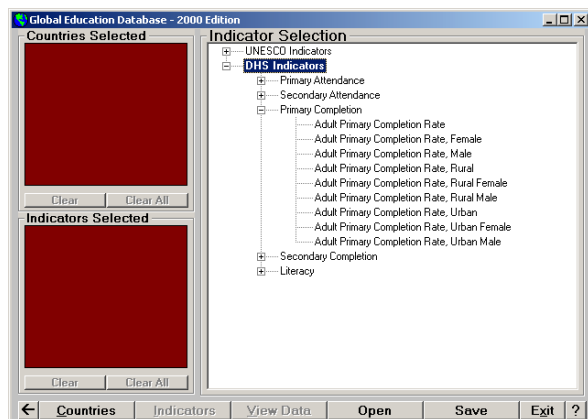 Global Education Database - 2000 Edition
Countries Selected
Clear
Clear All
Indicators Selected
Clear
Clear All
Indicator Selection
UNESCO Indicators
DHS Indicators
Primary Attendance
Secondary Attendance
Primary Completion
Adult Primary Completion Rate
Adult Primary Completion Rate, Female
Adult Primary Completion Rate, Male
Adult Primary Completion Rate, Rural
Adult Primary Completion Rate, Rural Female
Adult Primary Completion Rate, Rural Male
Adult Primary Completion Rate, Urban
Adult Primary Completion Rate, Urban Female
Adult Primary Completion Rate, Urban Male
Secondary Completion
Literacy
Countries Indicators View Data Open Save Exit ?